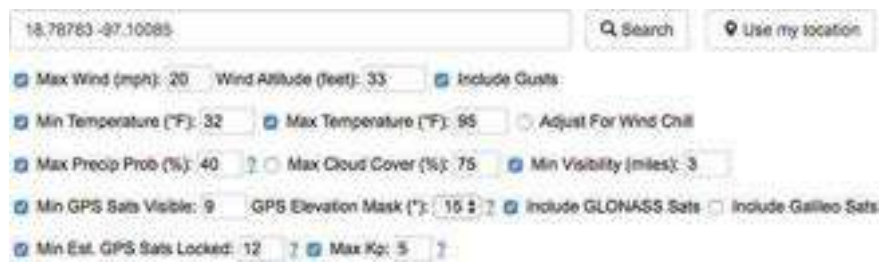 18.78783 -97.10085 Search Use my location
Max Wind (mph): 20 Wind Altitude (feet): 33 Include Gusts
Min Temperature (°F): 32 Max Temperature (°F): 95 Adjust For Wind Chill
Max Precip Prob (%): 40 ? Max Cloud Cover (%): 75 Min Visibility (miles): 3
Min GPS Sats Visible: 9 GPS Elevation Mask (°): 15 ? Include GLONASS Sats Include Galileo Sats
Min Est. GPS Sats Locked: 12 ? Max Kp: 5 ?